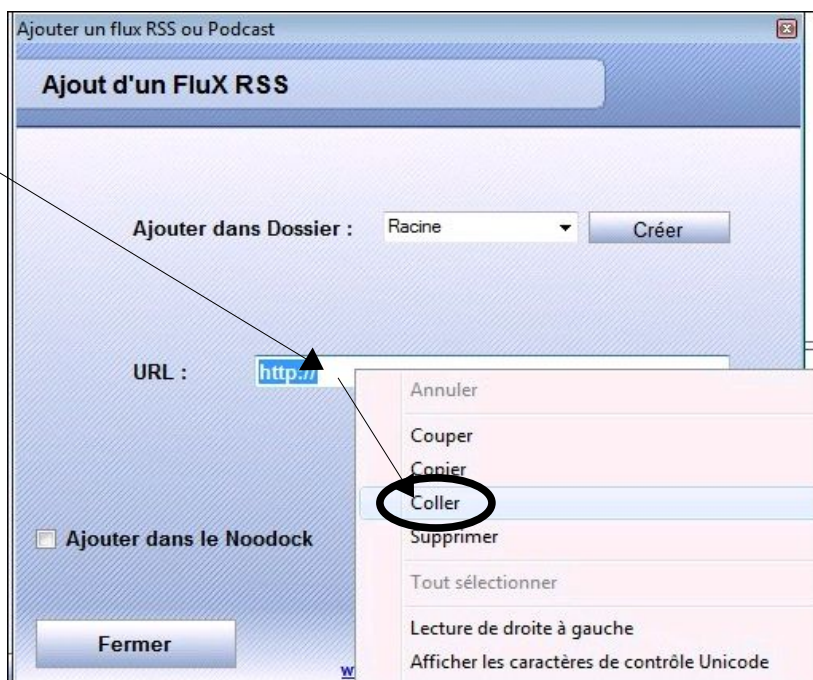 Ajouter un flux RSS ou Podcast
Ajout d'un FluX RSS
Ajouter dans Dossier : Racine Créer
URL : http://
Annuler
Couper
Copier
Coller
Ajouter dans le Noodock
Supprimer
Tout sélectionner
Lecture de droite à gauche
Fermer
Afficher les caractères de contrôle Unicode
w